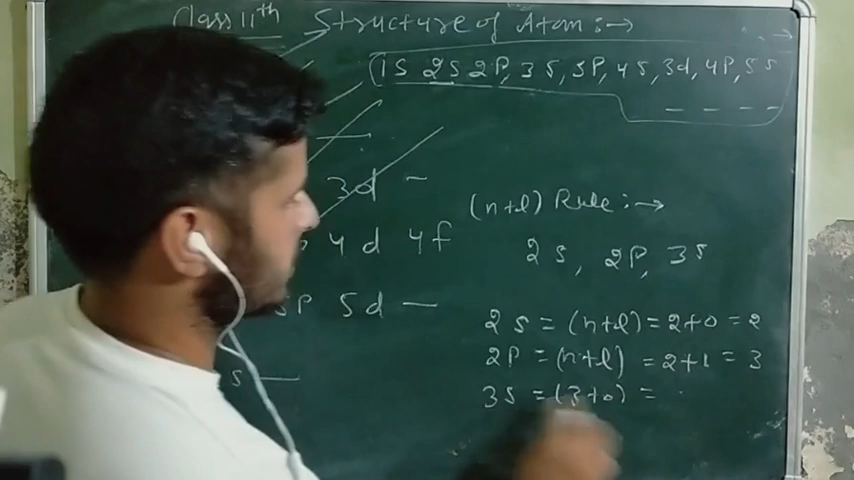 Class 11th Structure of Atom :→
(1S 2S 2P, 3S, 3P, 4S, 3d, 4P, 5S
3d
4d 4f
5P 5d
S
(n+l) Rule :→
2S, 2P, 3S
2S = (n+l) = 2+0 = 2
2P = (n+l) = 2+1 = 3
3S = (3+0) =